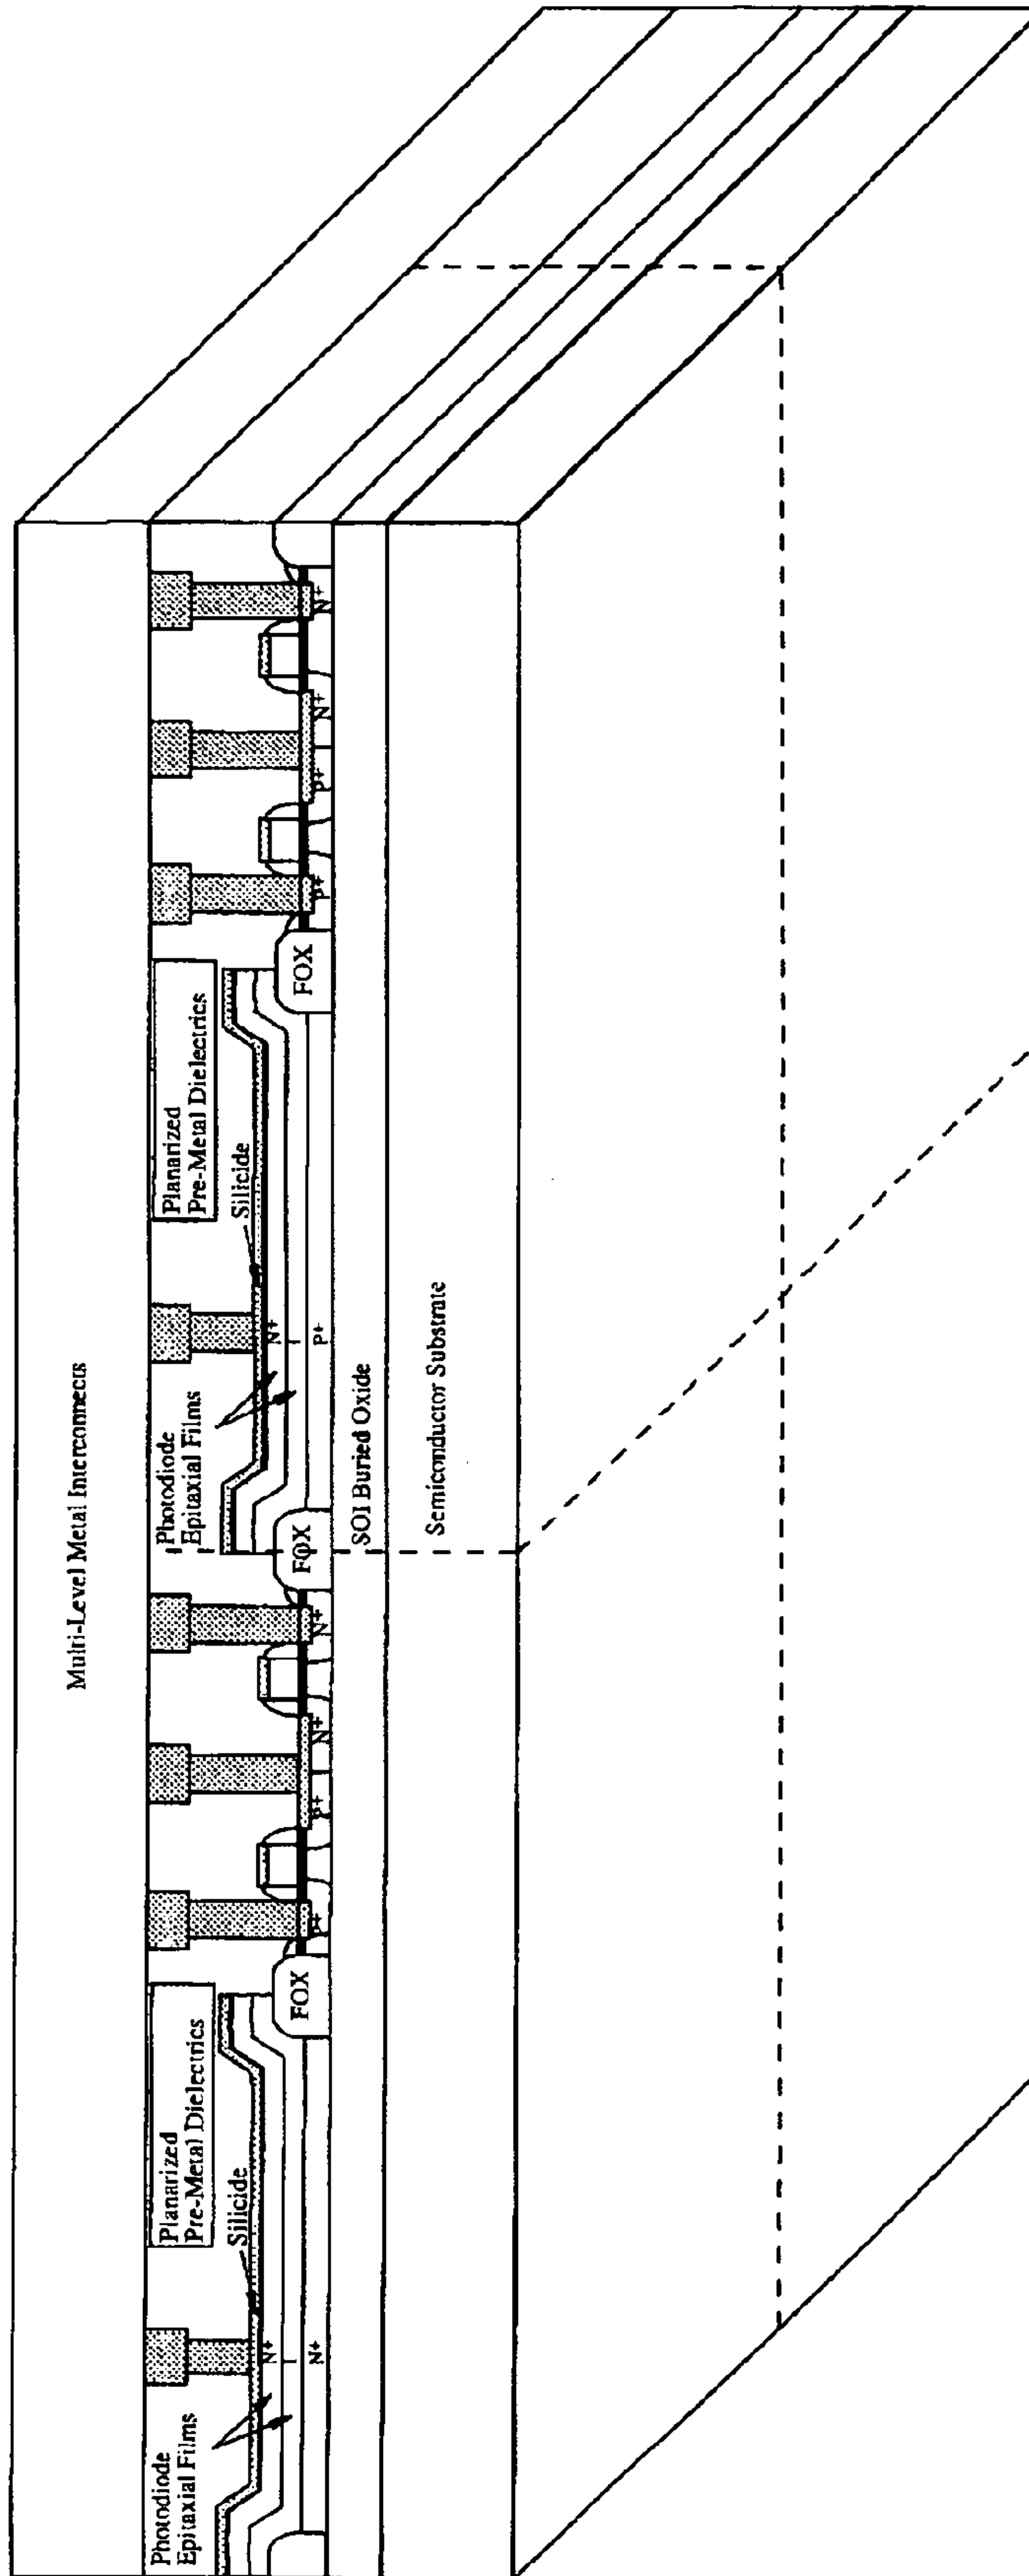 Multi-Level Metal Interconnects
Photodiode
Epitaxial Films
Silicide
Planarized
Pre-Metal Dielectrics
Photodiode
Epitaxial Films
Silicide
Planarized
Pre-Metal Dielectrics
N+
I
N+
FOX
P+
P+
N+
N+
FOX
N+
I
P+
FOX
P+
P+
N+
N+
SOI Buried Oxide
Semiconductor Substrate